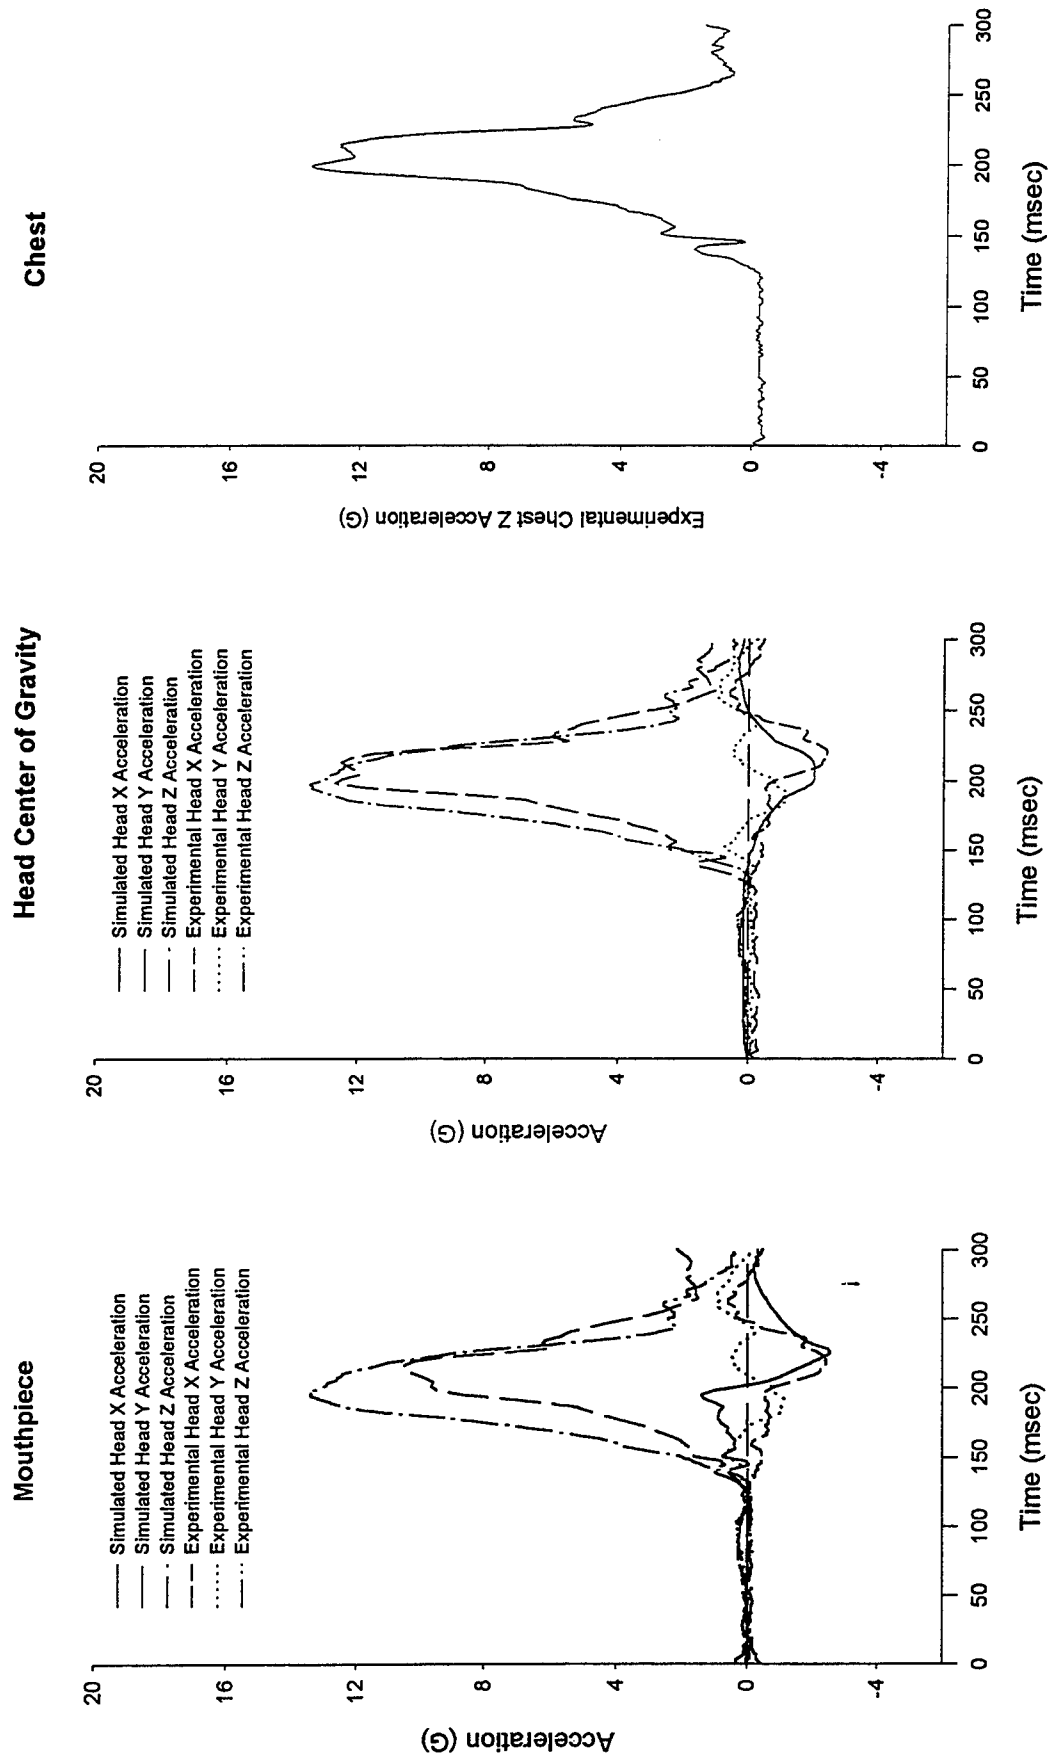 Mouthpiece
Simulated Head X Acceleration
Simulated Head Y Acceleration
Simulated Head Z Acceleration
Experimental Head X Acceleration
Experimental Head Y Acceleration
Experimental Head Z Acceleration
Acceleration (G)
20
16
12
8
4
0
-4
0 50 100 150 200 250 300
Time (msec)
Head Center of Gravity
Simulated Head X Acceleration
Simulated Head Y Acceleration
Simulated Head Z Acceleration
Experimental Head X Acceleration
Experimental Head Y Acceleration
Experimental Head Z Acceleration
Acceleration (G)
20
16
12
8
4
0
-4
0 50 100 150 200 250 300
Time (msec)
Chest
Experimental Chest Z Acceleration (G)
20
16
12
8
4
0
-4
0 50 100 150 200 250 300
Time (msec)